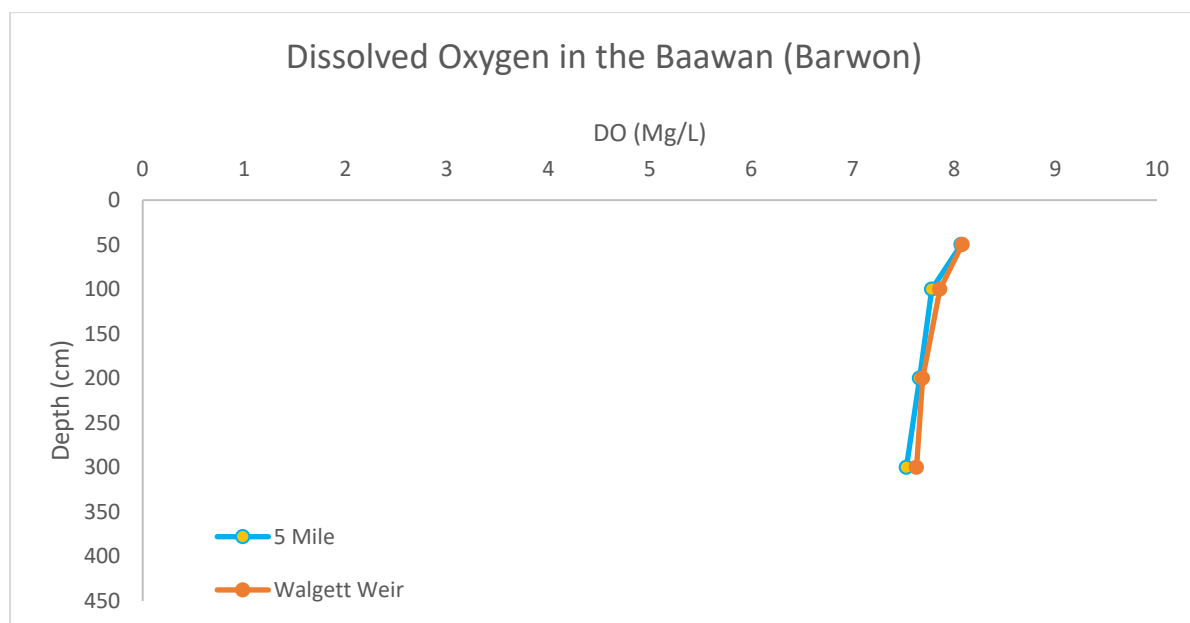 Dissolved Oxygen in the Baawan (Barwon)
DO (Mg/L)
0 1 2 3 4 5 6 7 8 9 10
0
50
100
150
200
250
300
350
400
450
Depth (cm)
5 Mile
Walgett Weir